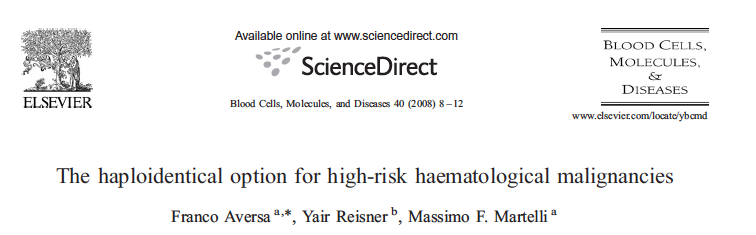 Available online at www.sciencedirect.com
ScienceDirect
ELSEVIER
Blood Cells, Molecules, and Diseases 40 (2008) 8–12
BLOOD CELLS,
MOLECULES,
&
DISEASES
www.elsevier.com/locate/ybcmd
The haploidentical option for high-risk haematological malignancies
Franco Aversa a,*, Yair Reisner b, Massimo F. Martelli a